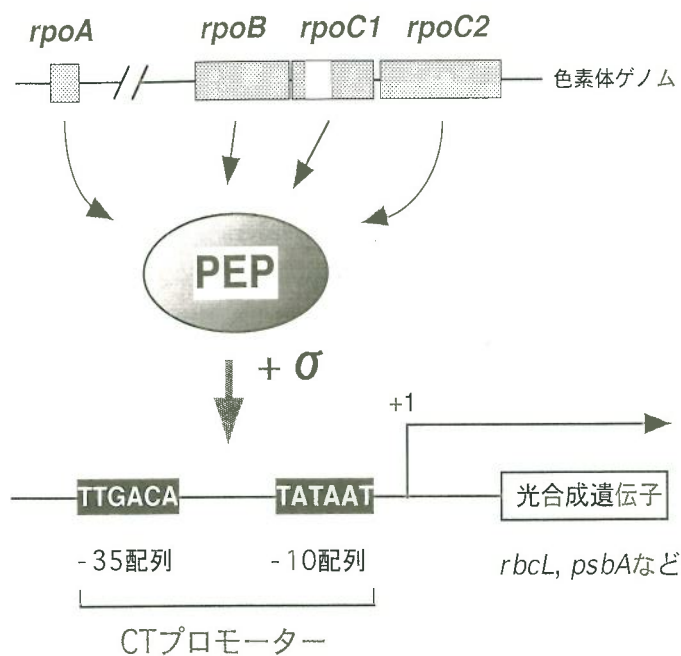 rpoA rpoB rpoC1 rpoC2
色素体ゲノム
PEP
+ σ
+1
TTGACA TATAAT 光合成遺伝子
-35配列 -10配列 rbcL, psbAなど
CTプロモーター